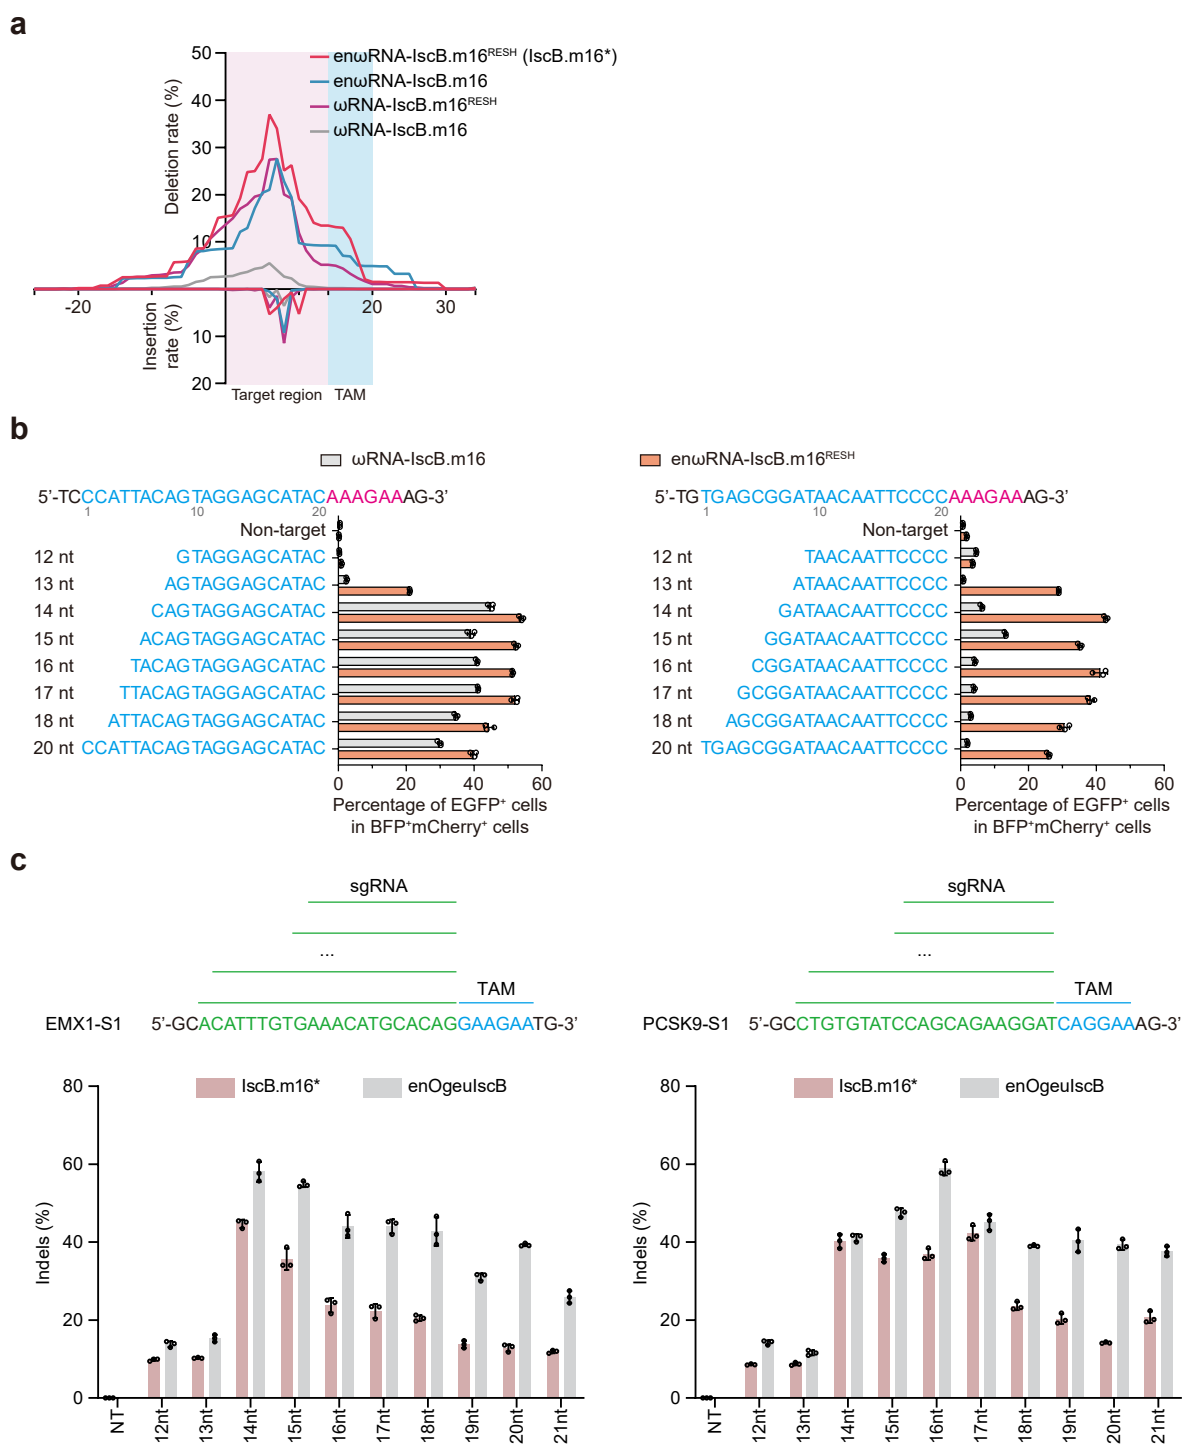 a
50
40
30
20
10
10
20
-20
20
30
Deletion rate (%)
Insertion
rate (%)
enωRNA-IscB.m16RESH (IscB.m16*)
enωRNA-IscB.m16
ωRNA-IscB.m16RESH
ωRNA-IscB.m16
Target region TAM
b
ωRNA-IscB.m16
enωRNA-IscB.m16RESH
5’-TCCCATTACAGTAGGAGCATACAAAGAAAG-3’
1 10 20
Non-target
12 nt GTAGGAGCATAC
13 nt AGTAGGAGCATAC
14 nt CAGTAGGAGCATAC
15 nt ACAGTAGGAGCATAC
16 nt TACAGTAGGAGCATAC
17 nt TTACAGTAGGAGCATAC
18 nt ATTACAGTAGGAGCATAC
20 nt CCATTACAGTAGGAGCATAC
0 20 40 60
Percentage of EGFP+ cells
in BFP+mCherry+ cells
5’-TGTGAGCGGATAACAATTCCCCAAAGAAAG-3’
1 10 20
Non-target
12 nt TAACAATTCCCC
13 nt ATAACAATTCCCC
14 nt GATAACAATTCCCC
15 nt GGATAACAATTCCCC
16 nt CGGATAACAATTCCCC
17 nt GCGGATAACAATTCCCC
18 nt AGCGGATAACAATTCCCC
20 nt TGAGCGGATAACAATTCCCC
0 20 40 60
Percentage of EGFP+ cells
in BFP+mCherry+ cells
c
sgRNA
...
TAM
EMX1-S1 5’-GCACATTTGTGAAACATGCACAGGAAGAATG-3’
IscB.m16* enOgeuIscB
Indels (%)
80
60
40
20
0
NT 12nt 13nt 14nt 15nt 16nt 17nt 18nt 19nt 20nt 21nt
sgRNA
...
TAM
PCSK9-S1 5’-GCCTGTGTATCCAGCAGAAGGATCAGGAAAG-3’
IscB.m16* enOgeuIscB
Indels (%)
80
60
40
20
0
NT 12nt 13nt 14nt 15nt 16nt 17nt 18nt 19nt 20nt 21nt